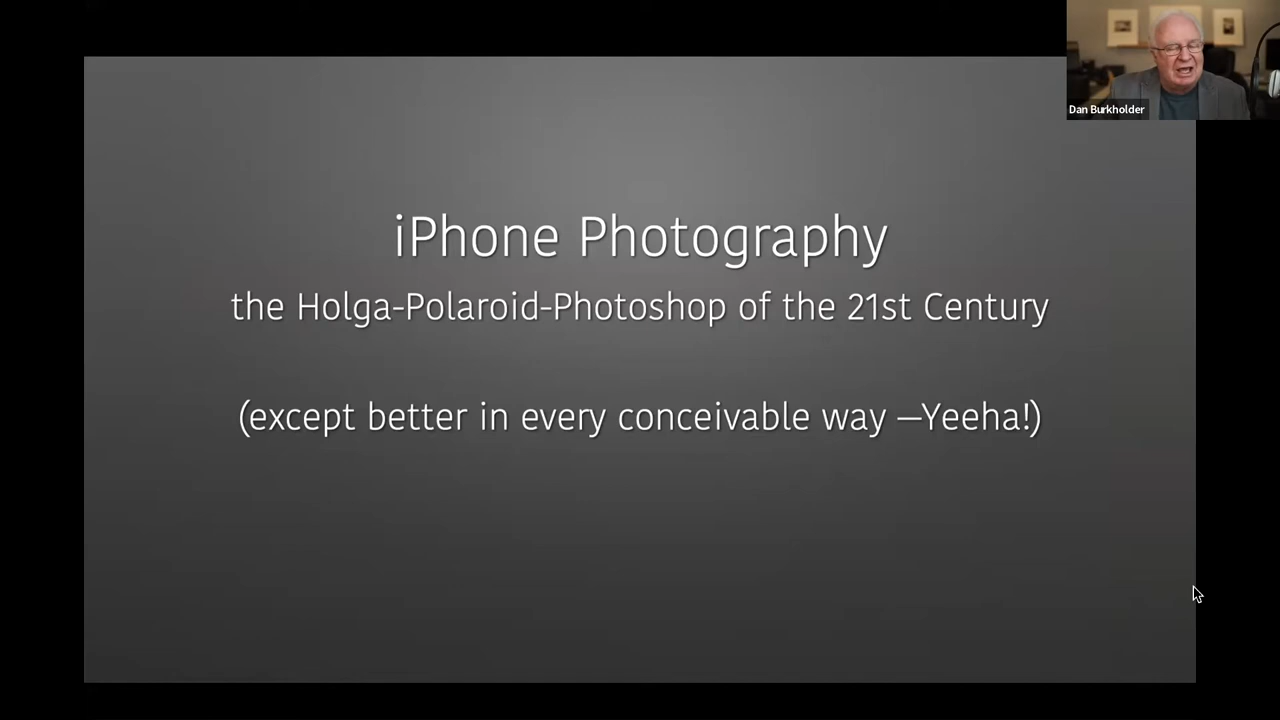 Dan Burkholder
iPhone Photography
the Holga-Polaroid-Photoshop of the 21st Century
(except better in every conceivable way —Yeeha!)